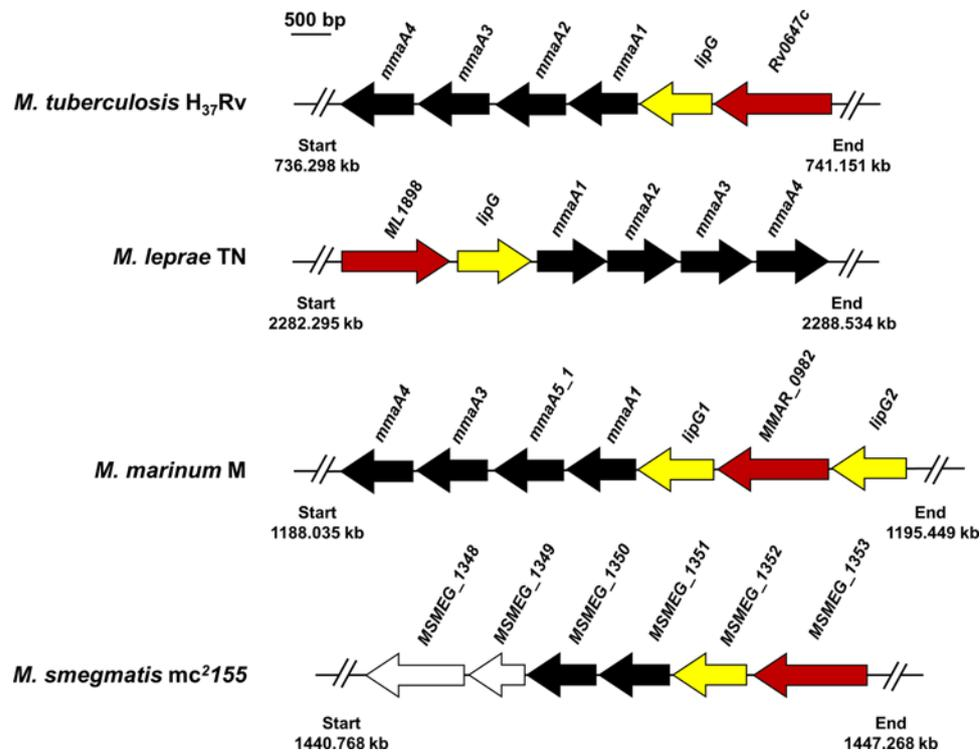 500 bp
mmaA4 mmaA3 mmaA2 mmaA1 lipG Rv0647c
M. tuberculosis H₃₇Rv
Start End
736.298 kb 741.151 kb
ML1898 lipG mmaA1 mmaA2 mmaA3 mmaA4
M. leprae TN
Start End
2282.295 kb 2288.534 kb
mmaA4 mmaA3 mmaA5_1 mmaA1 lipG1 MMAR_0982 lipG2
M. marinum M
Start End
1188.035 kb 1195.449 kb
MSMEG_1348 MSMEG_1349 MSMEG_1350 MSMEG_1351 MSMEG_1352 MSMEG_1353
M. smegmatis mc²155
Start End
1440.768 kb 1447.268 kb